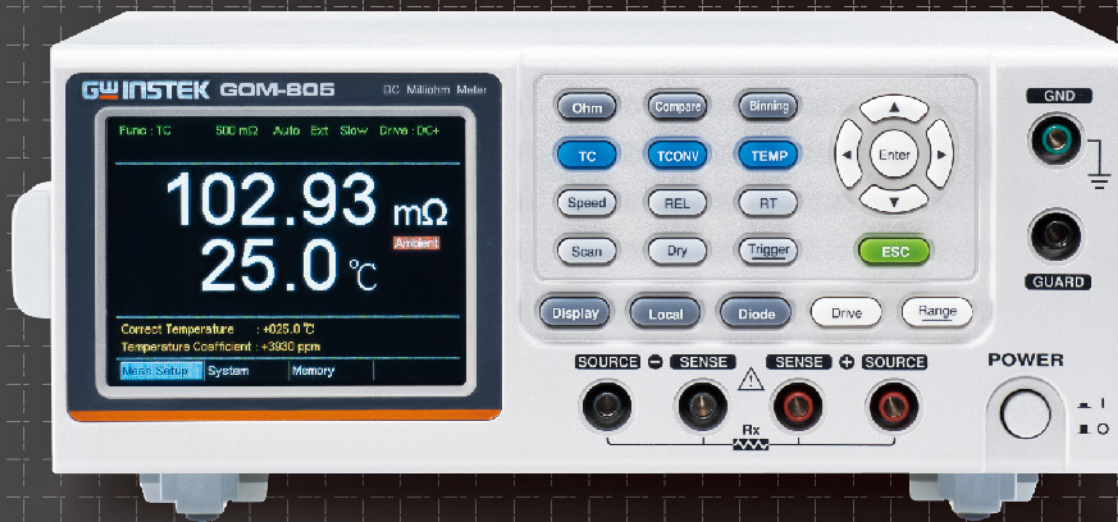 GW INSTEK GOM-805 DC Milliohm Meter
Func : TC 500 mΩ Auto Ext Slow Drive : DC+
102.93 mΩ
Ambient
25.0 °C
Correct Temperature : +025.0 °C
Temperature Coefficient : +3930 ppm
Meas Setup System Memory
Ohm Compare Binning
TC TCONV TEMP
Speed REL RT
Scan Dry Trigger
Enter
ESC
Display Local Diode Drive Range
SOURCE - SENSE SENSE + SOURCE
Rx
GND
GUARD
POWER
I
O